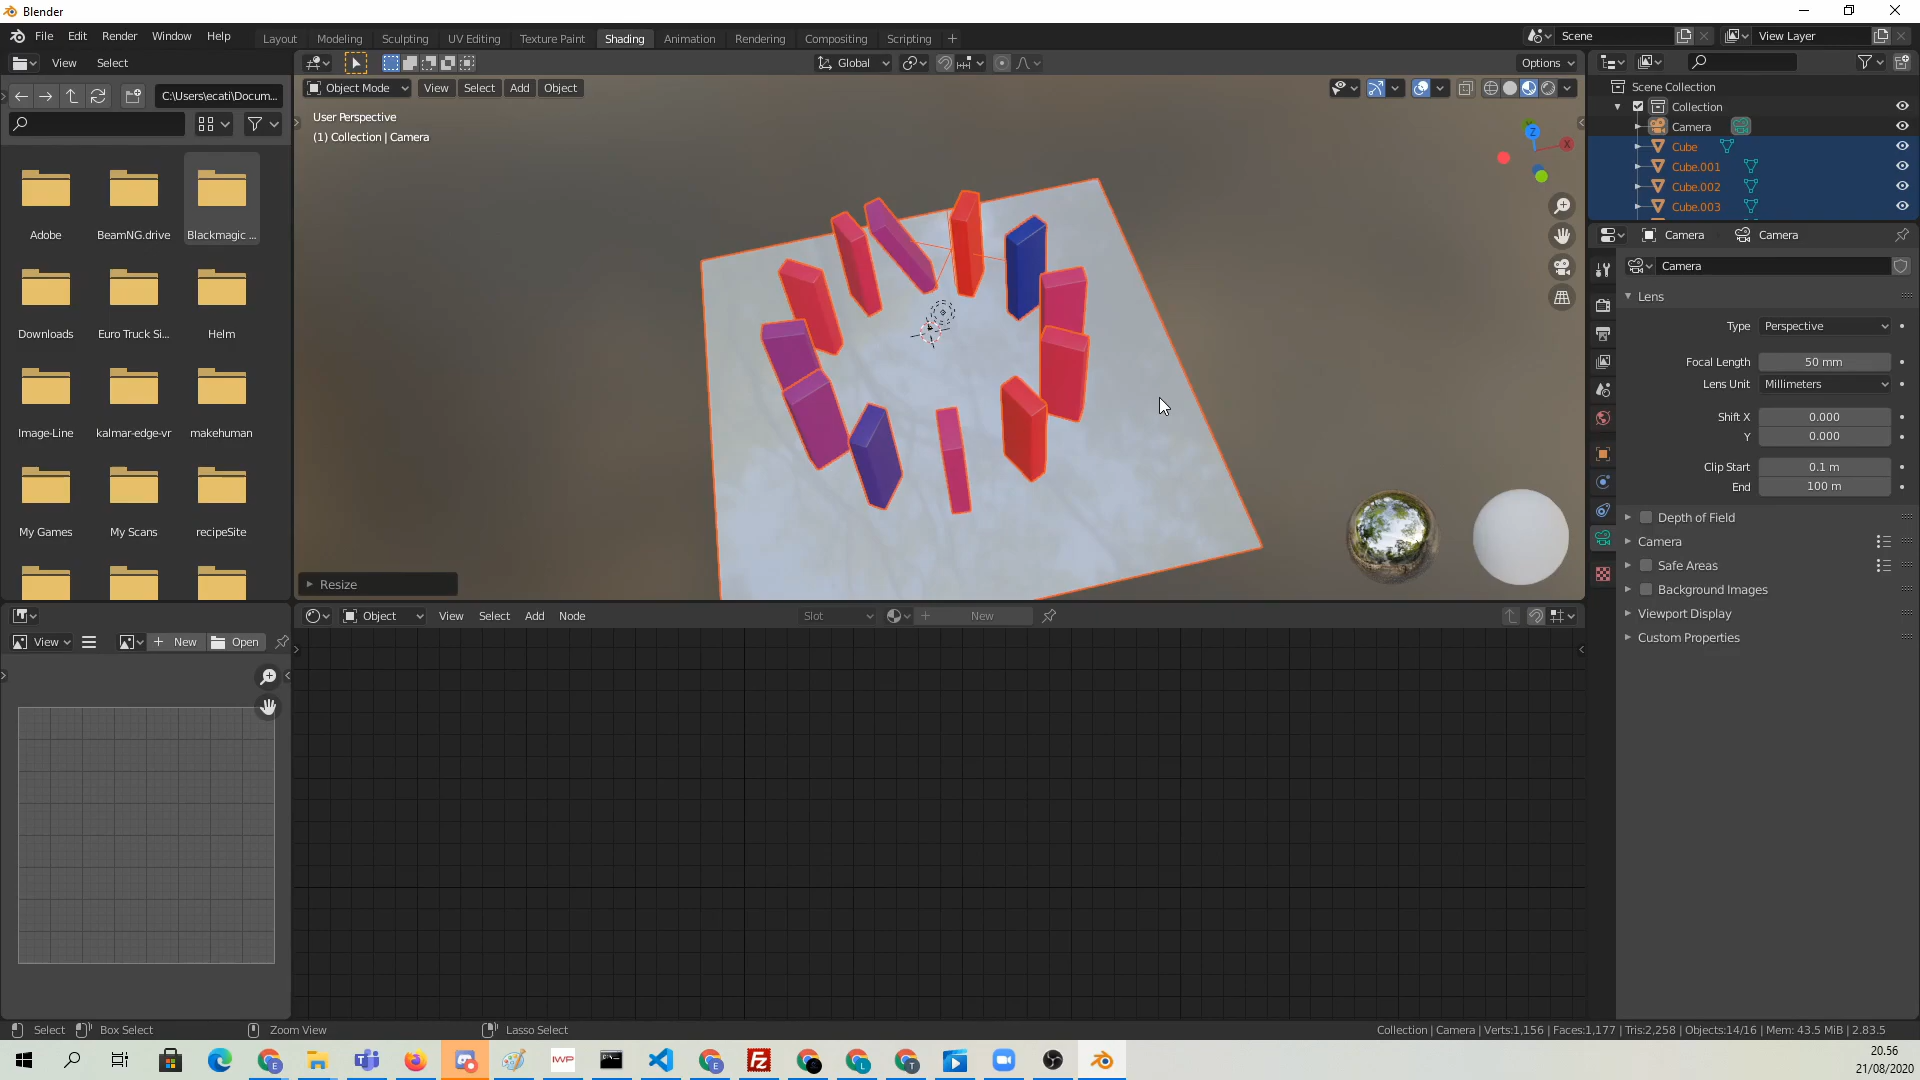 Blender
File Edit Render Window Help
Layout Modeling Sculpting UV Editing Texture Paint Shading Animation Rendering Compositing Scripting
Scene
View Layer
View Select
Global
Options
C:\Users\ecati\Docum...
Object Mode View Select Add Object
User Perspective
(1) Collection | Camera
Z
X
Adobe BeamNG.drive Blackmagic ...
Downloads Euro Truck Si... Helm
Image-Line kalmar-edge-vr makehuman
My Games My Scans recipeSite
Resize
Scene Collection
Collection
Camera
Cube
Cube.001
Cube.002
Cube.003
Camera Camera
Camera
Lens
Type Perspective
Focal Length 50 mm
Lens Unit Millimeters
Shift X 0.000
Y 0.000
Clip Start 0.1 m
End 100 m
Depth of Field
Camera
Safe Areas
Background Images
Viewport Display
Custom Properties
View New Open
Object View Select Add Node Slot New
Select Box Select Zoom View Lasso Select
Collection | Camera | Verts:1,156 | Faces:1,177 | Tris:2,258 | Objects:14/16 | Mem: 43.5 MiB | 2.83.5
IWP
20.56
21/08/2020